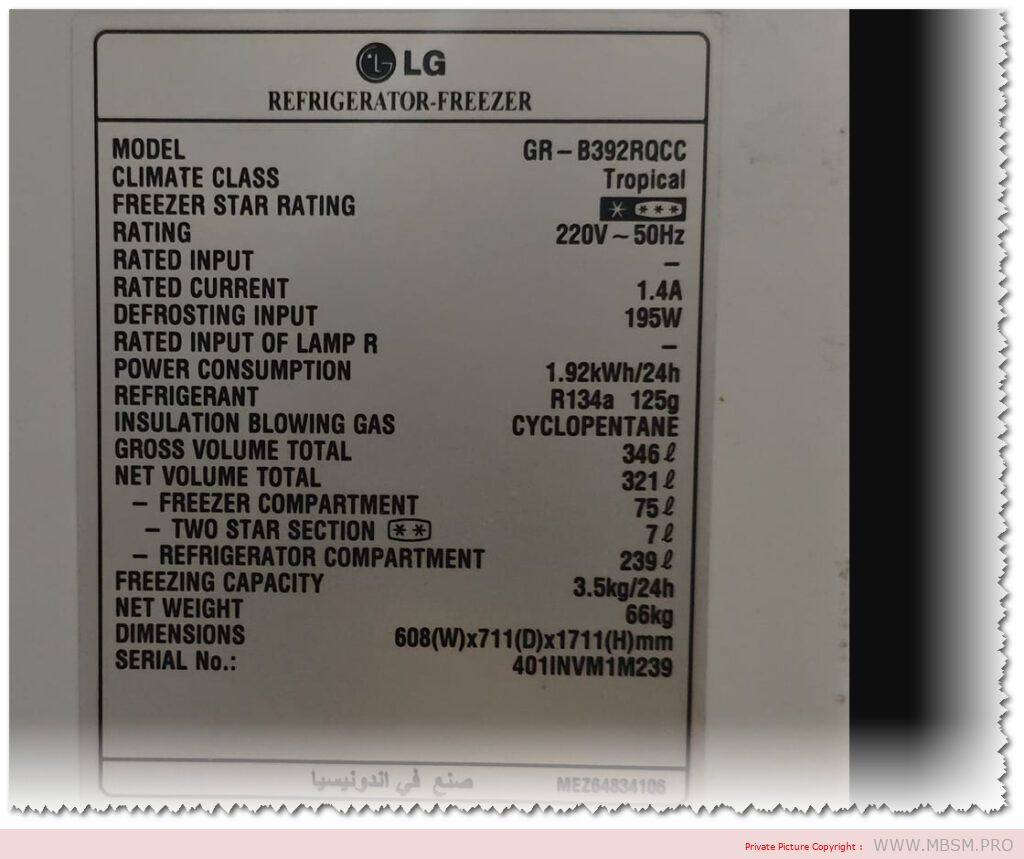 LG
REFRIGERATOR-FREEZER
MODEL GR-B392RQCC
CLIMATE CLASS Tropical
FREEZER STAR RATING
RATING 220V~50Hz
RATED INPUT –
RATED CURRENT 1.4A
DEFROSTING INPUT 195W
RATED INPUT OF LAMP R –
POWER CONSUMPTION 1.92kWh/24h
REFRIGERANT R134a 125g
INSULATION BLOWING GAS CYCLOPENTANE
GROSS VOLUME TOTAL 346ℓ
NET VOLUME TOTAL 321ℓ
– FREEZER COMPARTMENT 75ℓ
– TWO STAR SECTION ** 7ℓ
– REFRIGERATOR COMPARTMENT 239ℓ
FREEZING CAPACITY 3.5kg/24h
NET WEIGHT 66kg
DIMENSIONS 608(W)x711(D)x1711(H)mm
SERIAL No.: 401INVM1M239
صنع في اندونيسيا MEZ64834106
Private Picture Copyright : WWW.MBSM.PRO